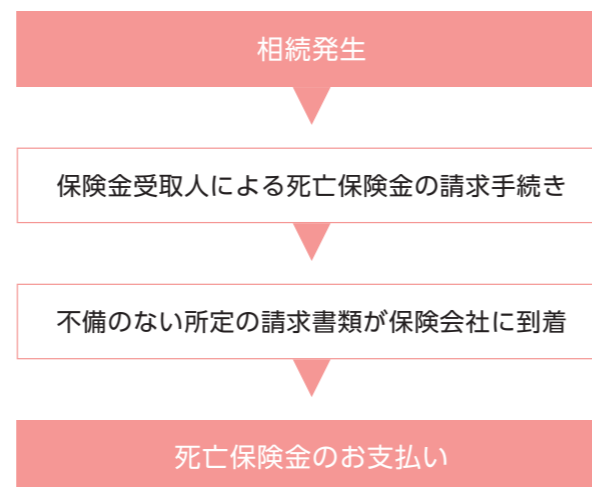 相続発生
保険金受取人による死亡保険金の請求手続き
不備のない所定の請求書類が保険会社に到着
死亡保険金のお支払い